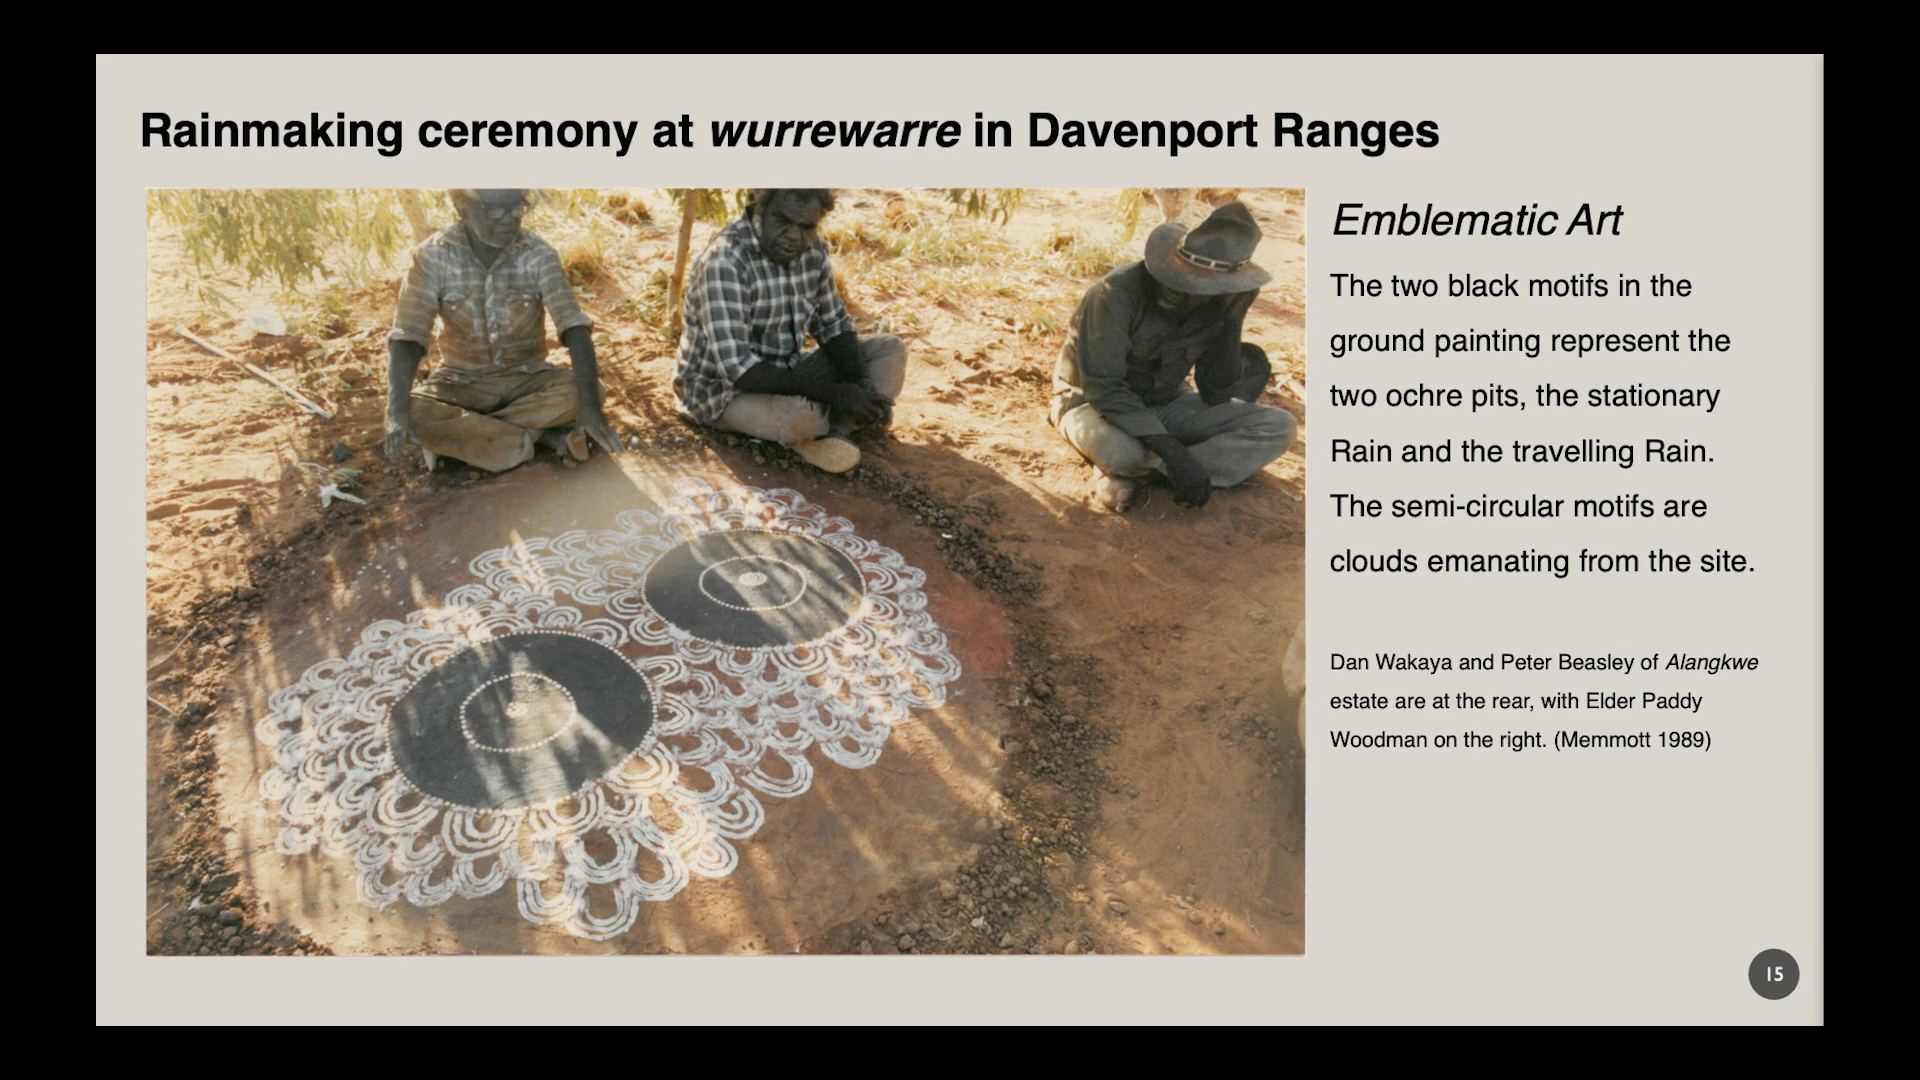 Rainmaking ceremony at wurrewarre in Davenport Ranges
Emblematic Art
The two black motifs in the
ground painting represent the
two ochre pits, the stationary
Rain and the travelling Rain.
The semi-circular motifs are
clouds emanating from the site.
Dan Wakaya and Peter Beasley of Alangkwe
estate are at the rear, with Elder Paddy
Woodman on the right. (Memmott 1989)
15